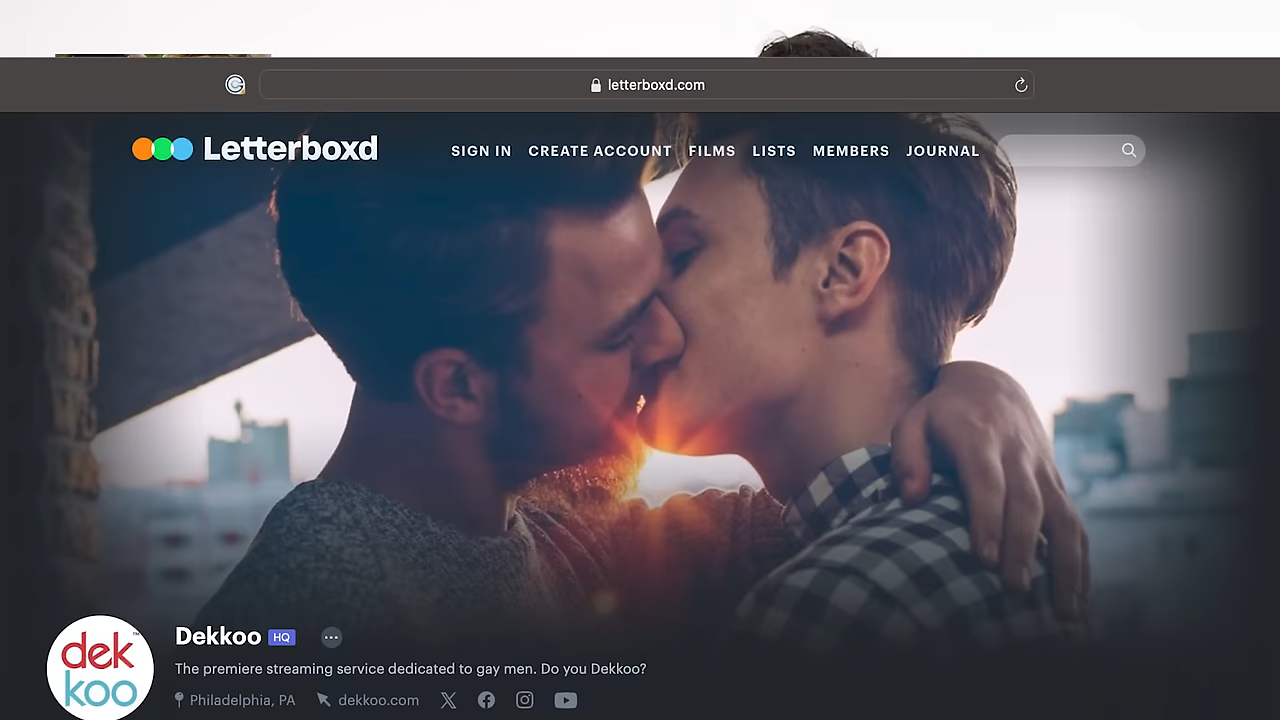 letterboxd.com
Letterboxd SIGN IN CREATE ACCOUNT FILMS LISTS MEMBERS JOURNAL
dek
koo
TM
Dekkoo HQ
The premiere streaming service dedicated to gay men. Do you Dekkoo?
Philadelphia, PA dekkoo.com